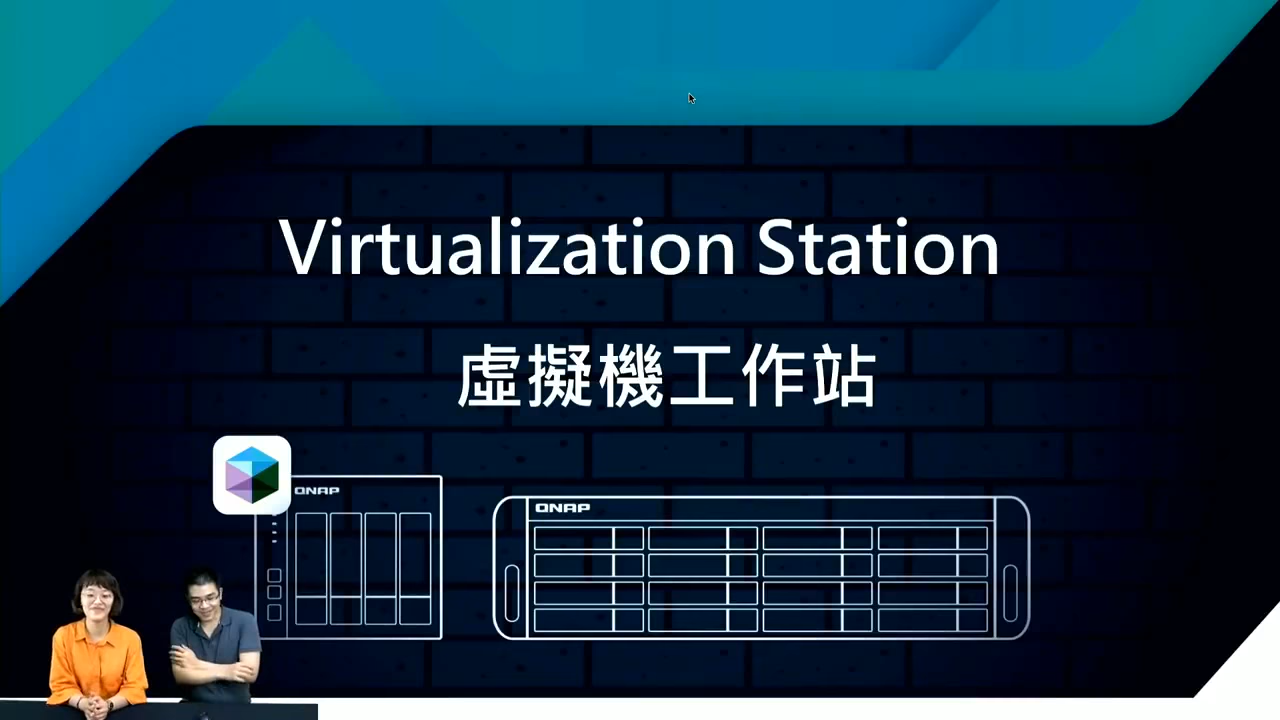 Virtualization Station
虛擬機工作站
QNAP
QNAP